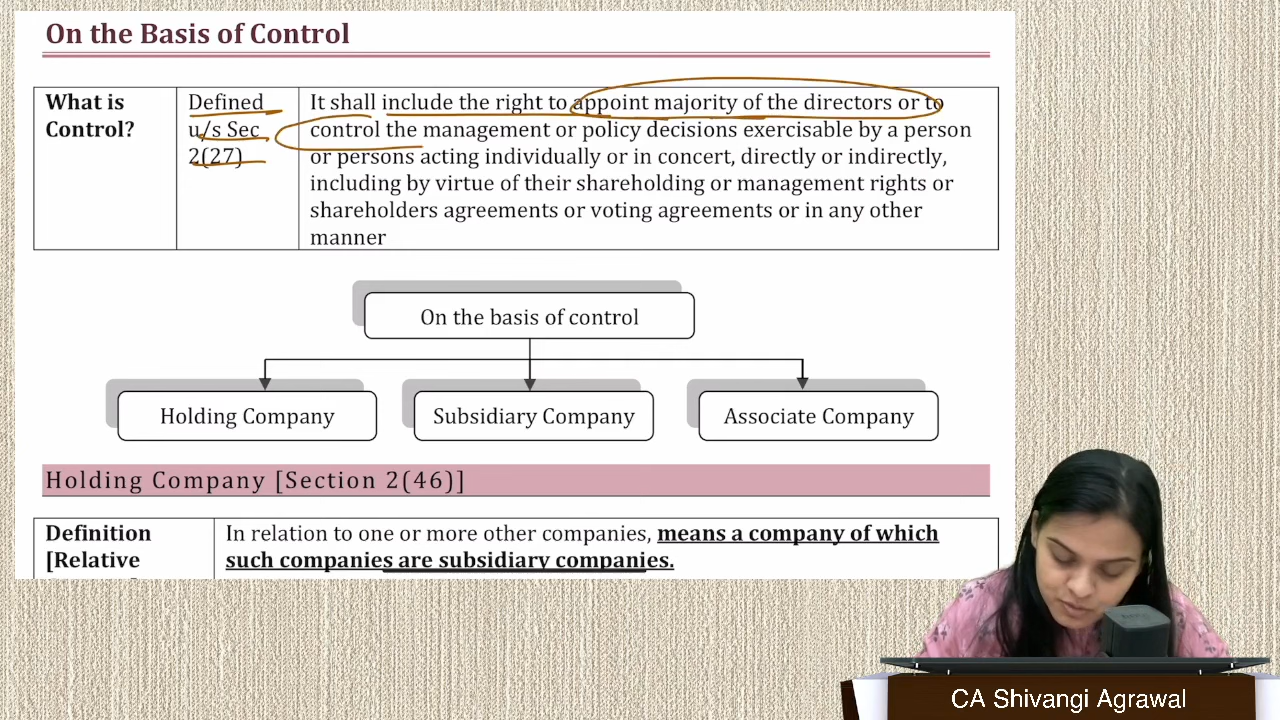 On the Basis of Control
What is
Control?
Defined
u/s Sec
2(27)
It shall include the right to appoint majority of the directors or to
control the management or policy decisions exercisable by a person
or persons acting individually or in concert, directly or indirectly,
including by virtue of their shareholding or management rights or
shareholders agreements or voting agreements or in any other
manner
On the basis of control
Holding Company
Subsidiary Company
Associate Company
Holding Company [Section 2(46)]
Definition
[Relative
In relation to one or more other companies, means a company of which
such companies are subsidiary companies.
CA Shivangi Agrawal